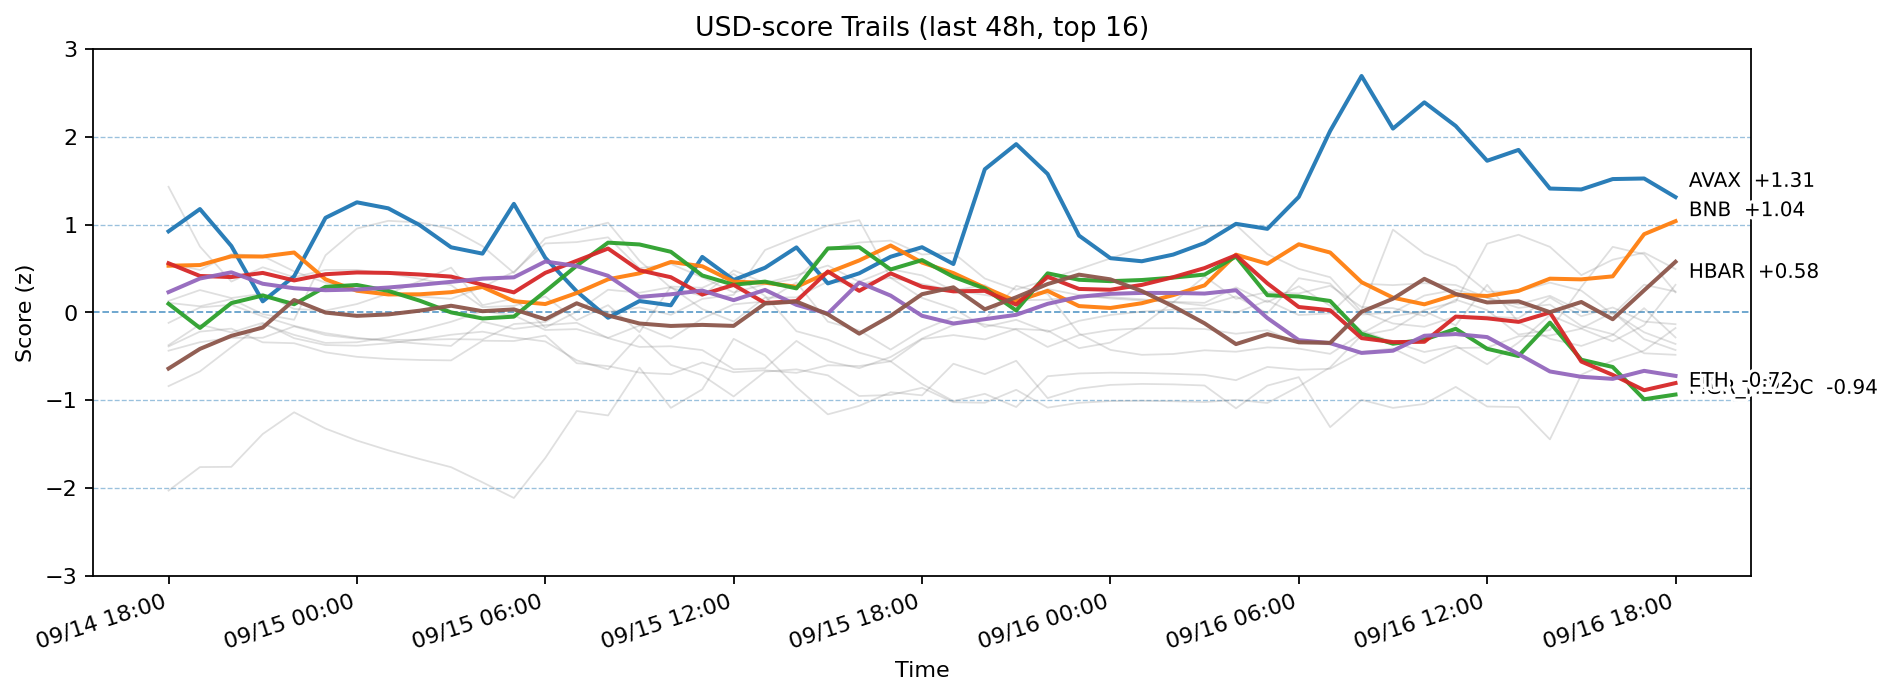 USD-score Trails (last 48h, top 16)
Score (z)
3
2
1
0
−1
−2
−3
AVAX +1.31
BNB +1.04
HBAR +0.58
ETH -0.72
-0.94
09/14 18:00
09/15 00:00
09/15 06:00
09/15 12:00
09/15 18:00
09/16 00:00
09/16 06:00
09/16 12:00
09/16 18:00
Time